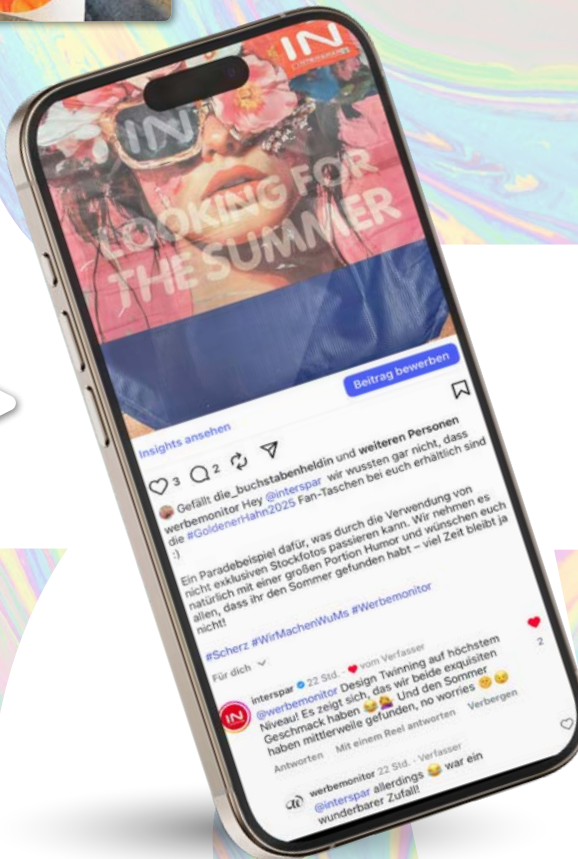 IN
IN
LOOKING FOR
THE SUMMER
Insights ansehen
Beitrag bewerben
3 2
Gefällt die_buchstabenheldin und weiteren Personen
werbemonitor Hey @interspar wir wussten gar nicht, dass
die #GoldenerHahn2025 Fan-Taschen bei euch erhältlich sind
:)
Ein Paradebeispiel dafür, was durch die Verwendung von
nicht exklusiven Stockfotos passieren kann. Wir nehmen es
natürlich mit einer großen Portion Humor und wünschen euch
allen, dass ihr den Sommer gefunden habt – viel Zeit bleibt ja
nicht!
#Scherz #WirMachenWuMs #Werbemonitor
Für dich
IN
interspar 22 Std. · vom Verfasser
@werbemonitor Design Twinning auf höchstem
Niveau! Es zeigt sich, das wir beide exquisiten
Geschmack haben 😂🤷‍♀️ Und den Sommer
haben mittlerweile gefunden, no worries 😋😉
2
Antworten Mit einem Reel antworten Verbergen
werbemonitor 22 Std. · Verfasser
@interspar allerdings 😂 war ein
wunderbarer Zufall!